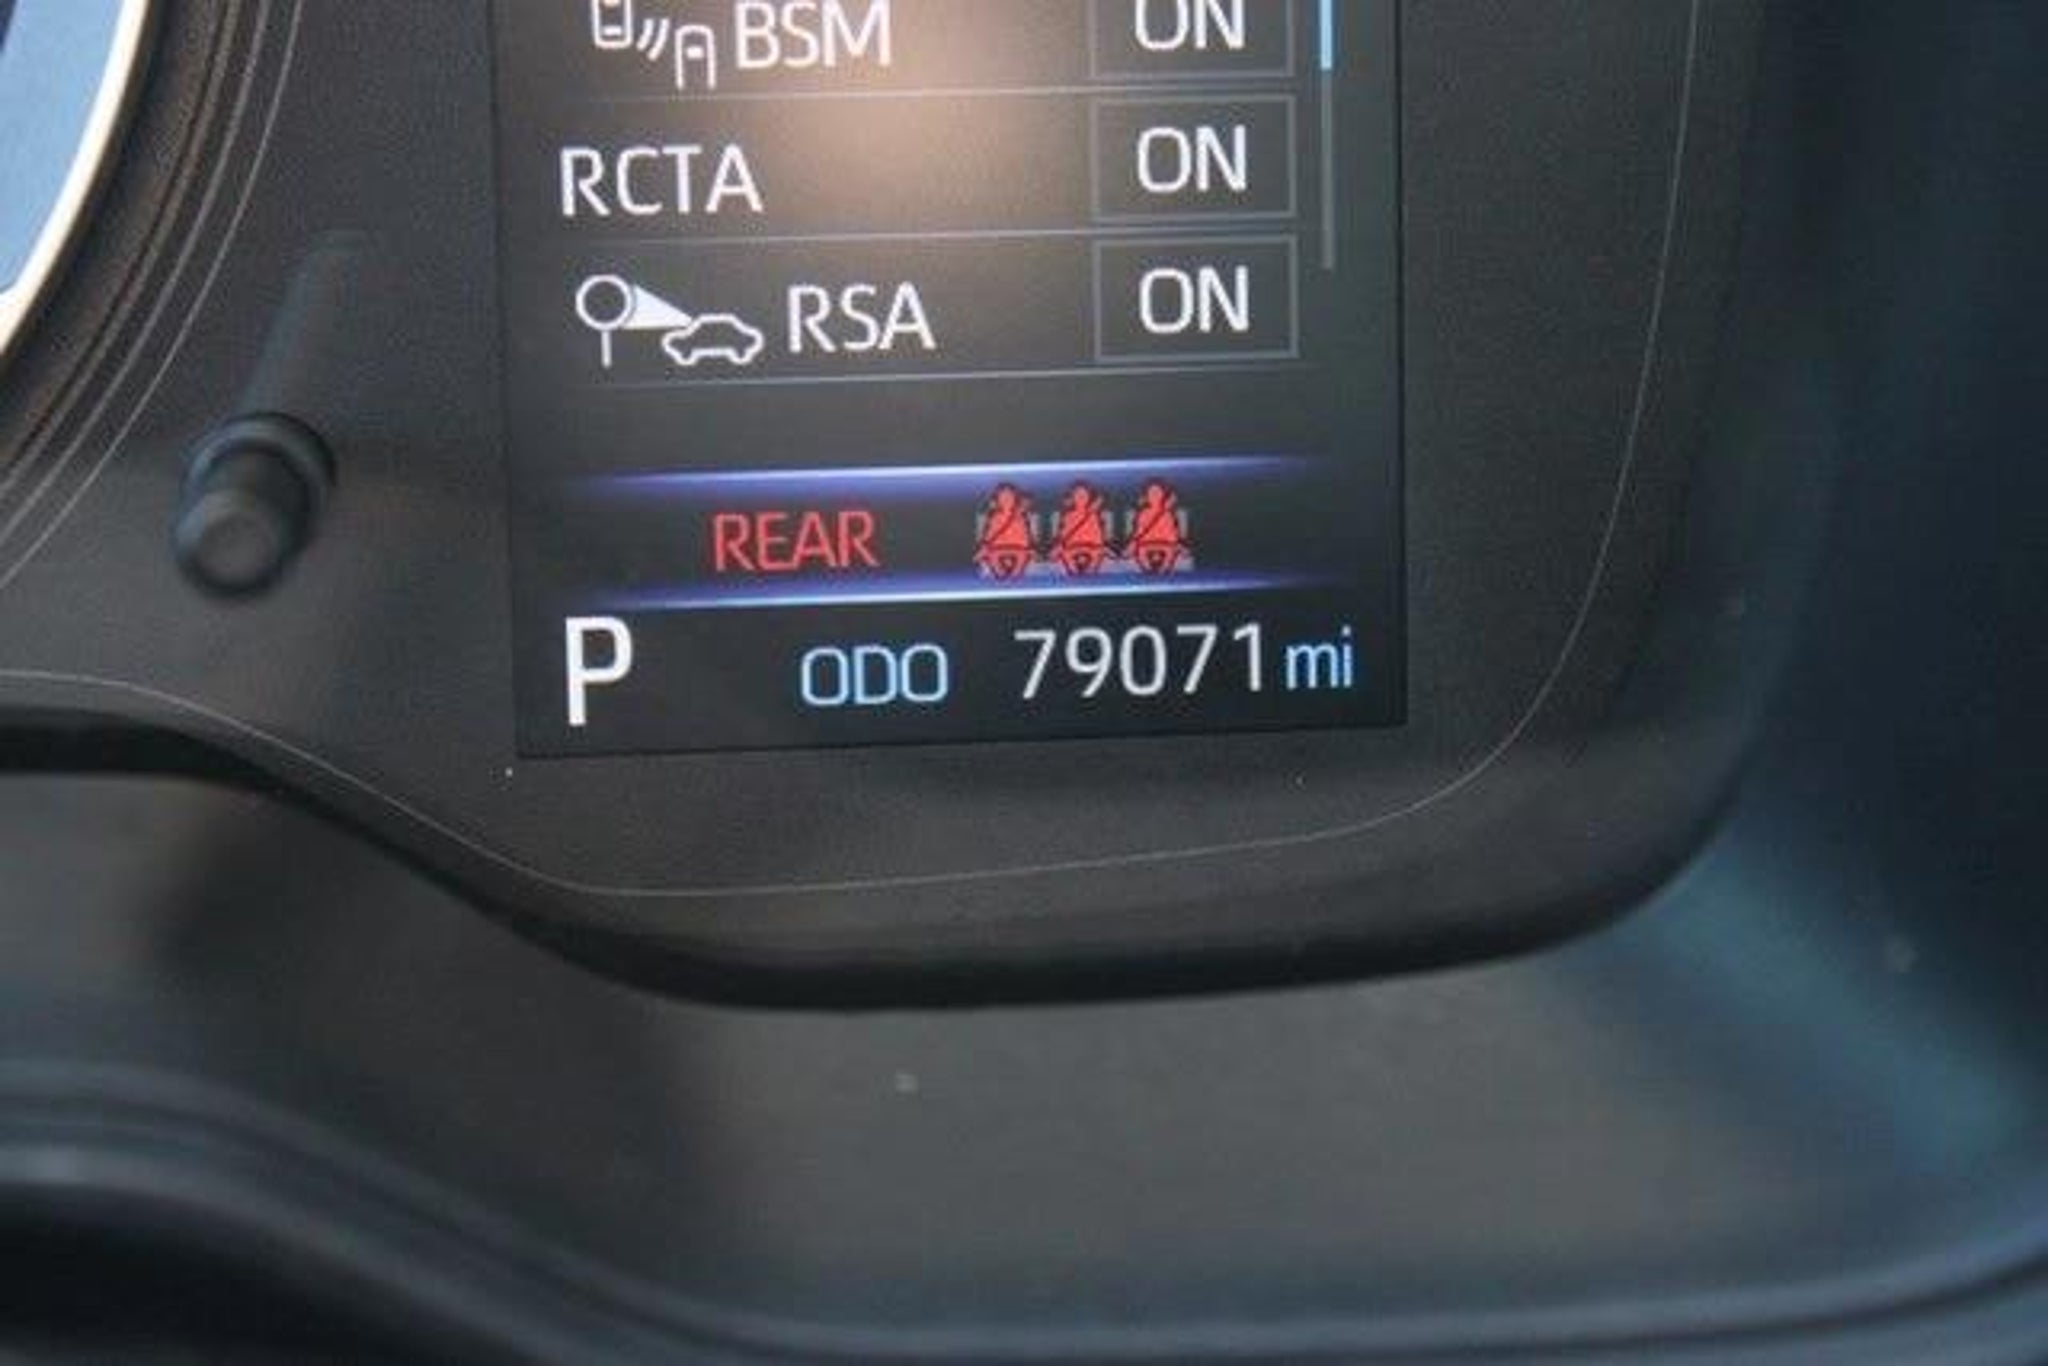 BSM ON
RCTA ON
RSA ON
REAR
P ODO 79071 mi